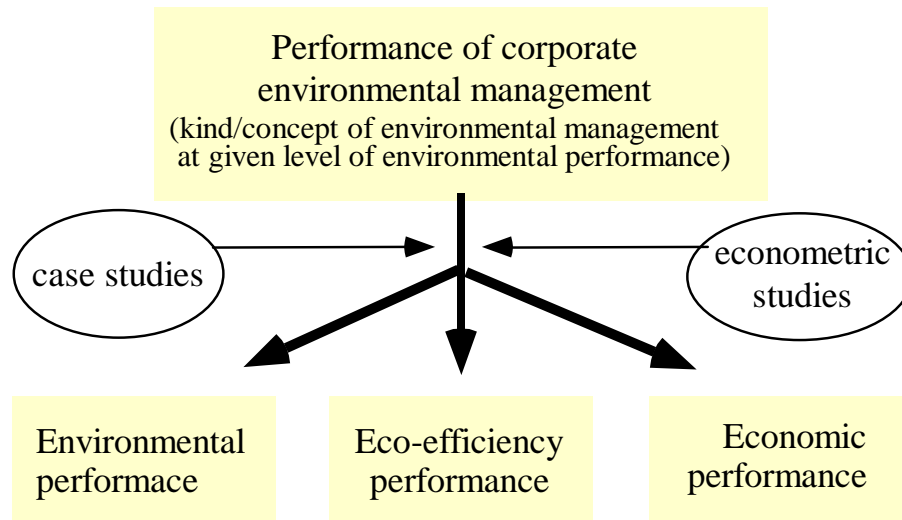 Performance of corporate
environmental management
(kind/concept of environmental management
at given level of environmental performance)
case studies
econometric
studies
Environmental
performace
Eco-efficiency
performance
Economic
performance